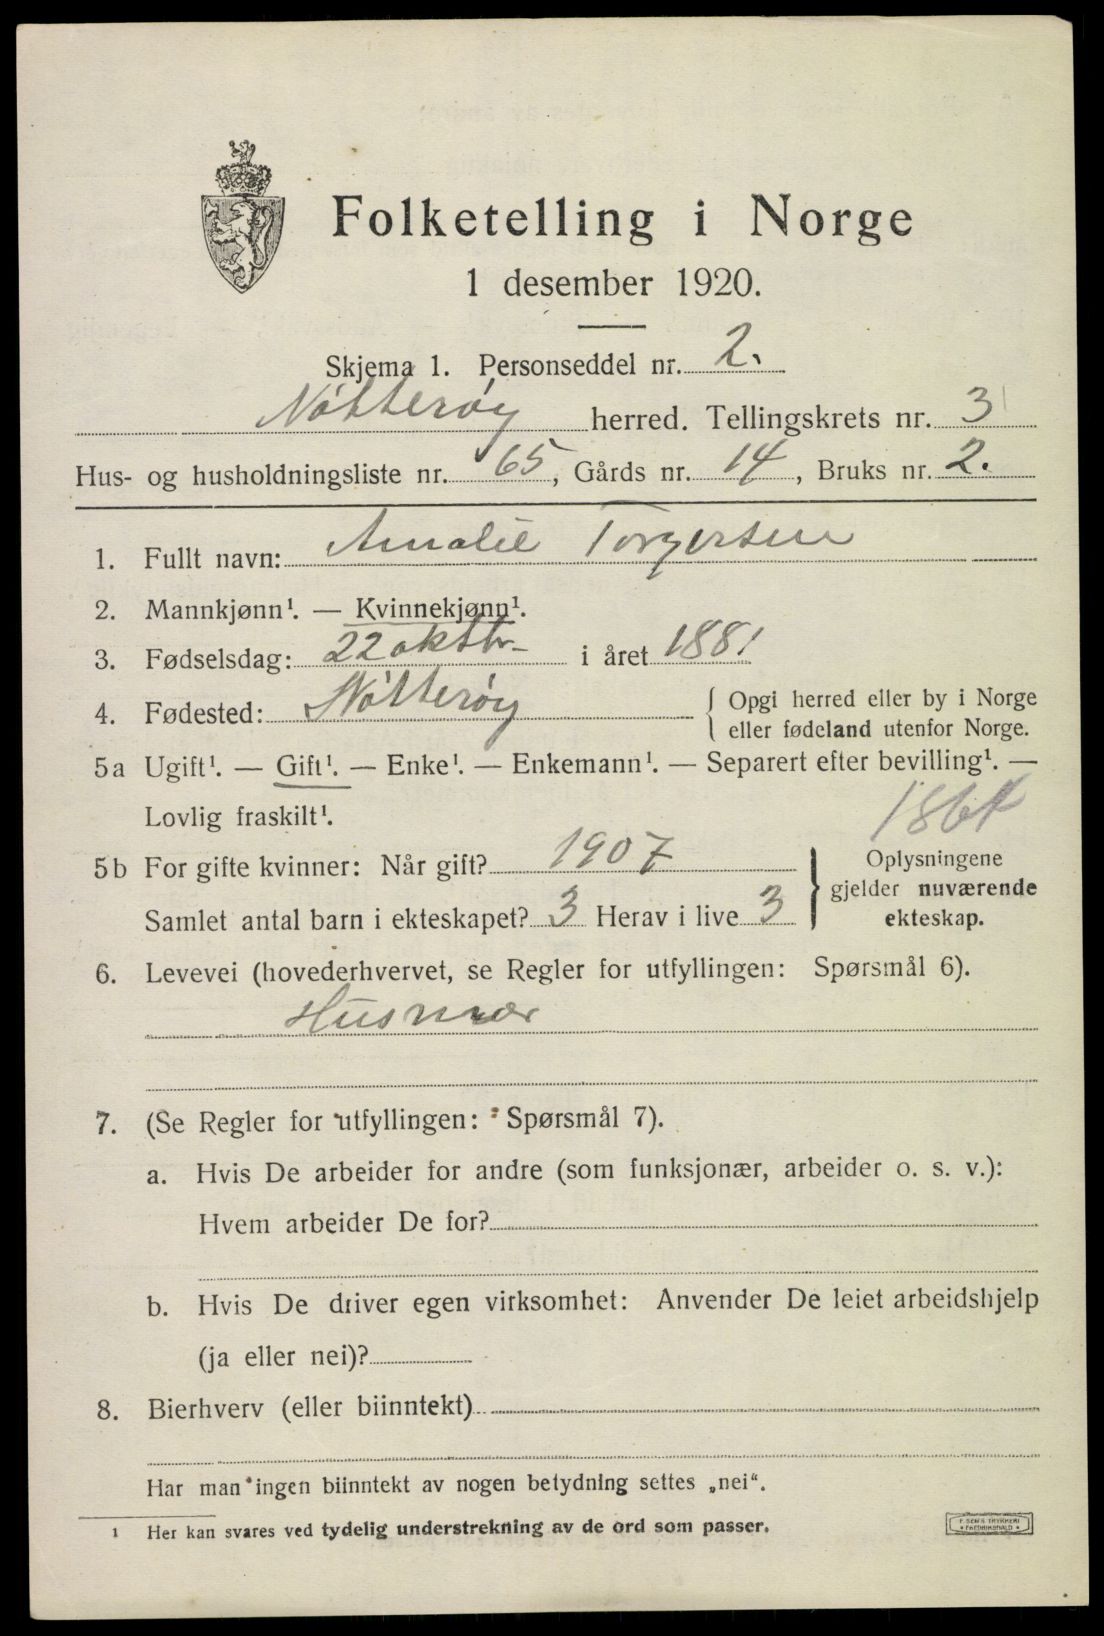 Folketelling i Norge
1 desember 1920.
Skjema 1. Personseddel nr. 2.
Nøtterøy herred. Tellingskrets nr. 3
Hus- og husholdningsliste nr. 65, Gårds nr. 14, Bruks nr. 2.
1. Fullt navn: Amalie Torgersen
2. Mannkjønn¹. — Kvinnekjønn¹.
3. Fødselsdag: 22 oktbr. i året 1881
4. Fødested: Nøtterøy { Opgi herred eller by i Norge
eller fødeland utenfor Norge.
5a Ugift¹. — Gift¹. — Enke¹. — Enkemann¹. — Separert efter bevilling¹. —
Lovlig fraskilt¹.
5b For gifte kvinner: Når gift? 1907
Samlet antal barn i ekteskapet? 3 Herav i live 3
} Oplysningene
gjelder nuværende
ekteskap.
6. Levevei (hovederhvervet, se Regler for utfyllingen: Spørsmål 6).
Husmor
7. (Se Regler for utfyllingen: Spørsmål 7).
a. Hvis De arbeider for andre (som funksjonær, arbeider o. s. v.):
Hvem arbeider De for?
b. Hvis De driver egen virksomhet: Anvender De leiet arbeidshjelp
(ja eller nei)?
8. Bierhverv (eller biinntekt)
Har man ingen biinntekt av nogen betydning settes „nei“.
¹ Her kan svares ved tydelig understrekning av de ord som passer.